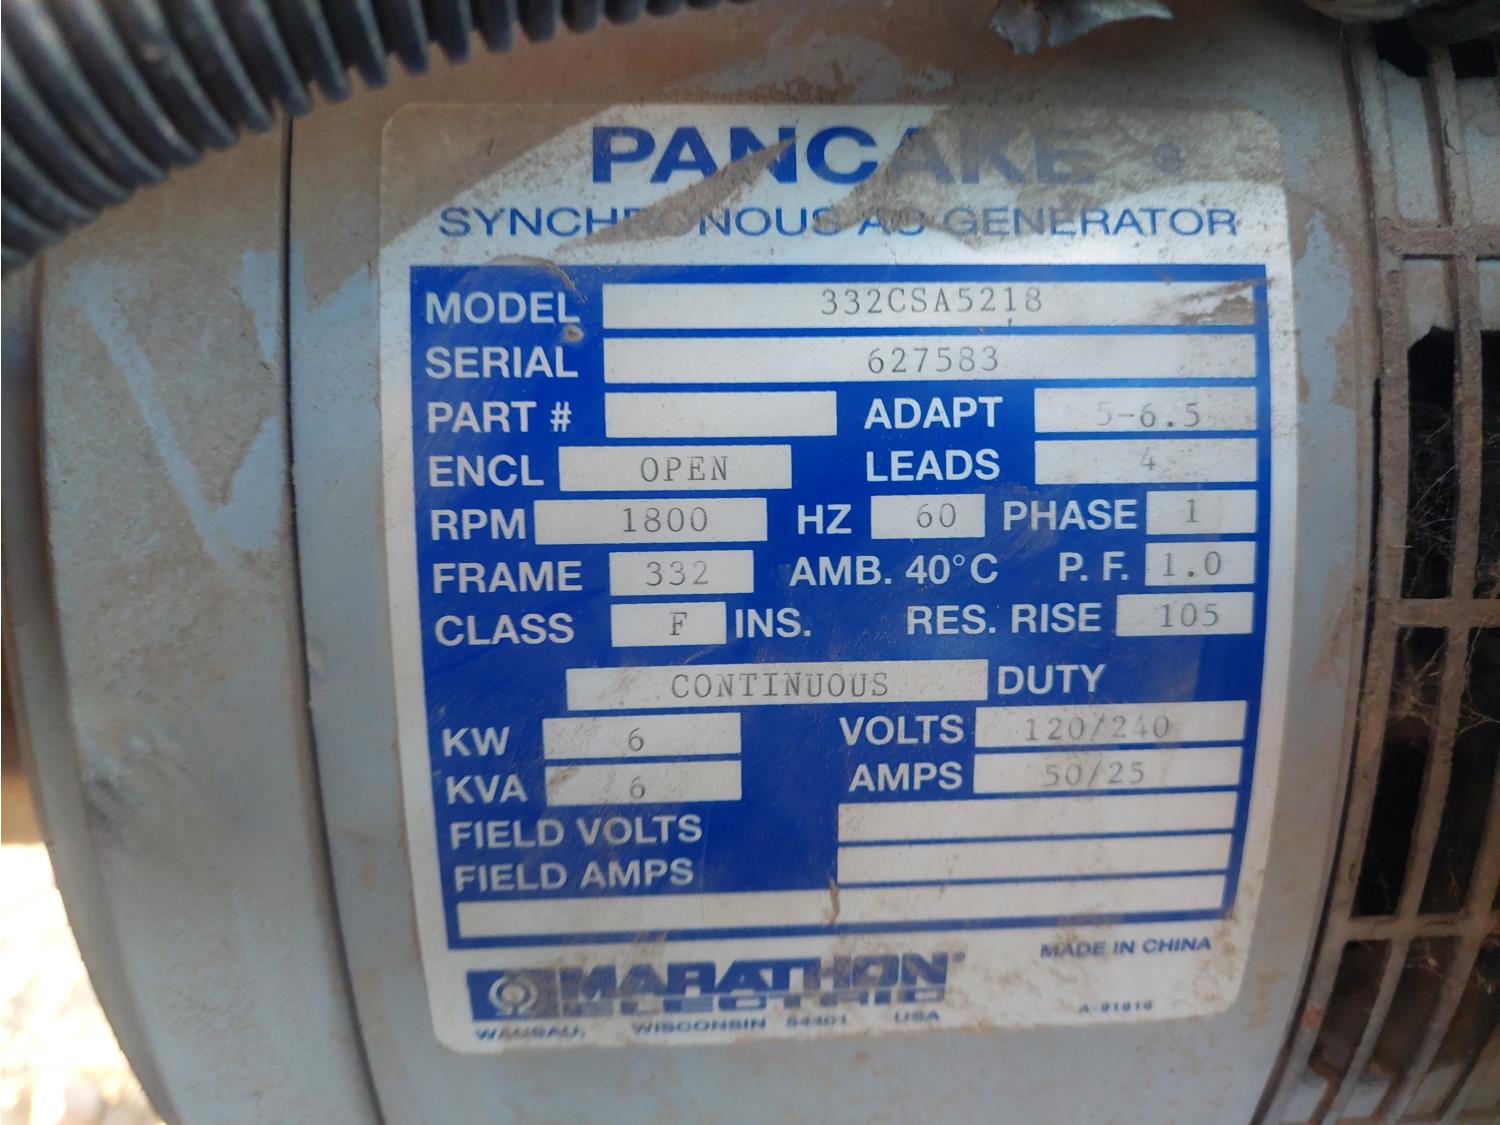 PANCAKE ®
SYNCHRONOUS AC GENERATOR
MODEL 332CSA5218
SERIAL 627583
PART # ADAPT 5-6.5
ENCL OPEN LEADS 4
RPM 1800 HZ 60 PHASE 1
FRAME 332 AMB. 40°C P. F. 1.0
CLASS F INS. RES. RISE 105
CONTINUOUS DUTY
KW 6 VOLTS 120/240
KVA 6 AMPS 50/25
FIELD VOLTS
FIELD AMPS
MADE IN CHINA
MARATHON®
ELECTRIC
WAUSAU, WISCONSIN 54401 USA